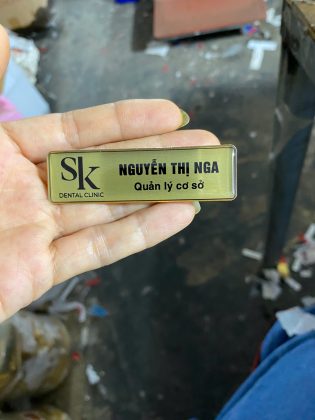 SK
DENTAL CLINIC
NGUYỄN THỊ NGA
Quản lý cơ sở